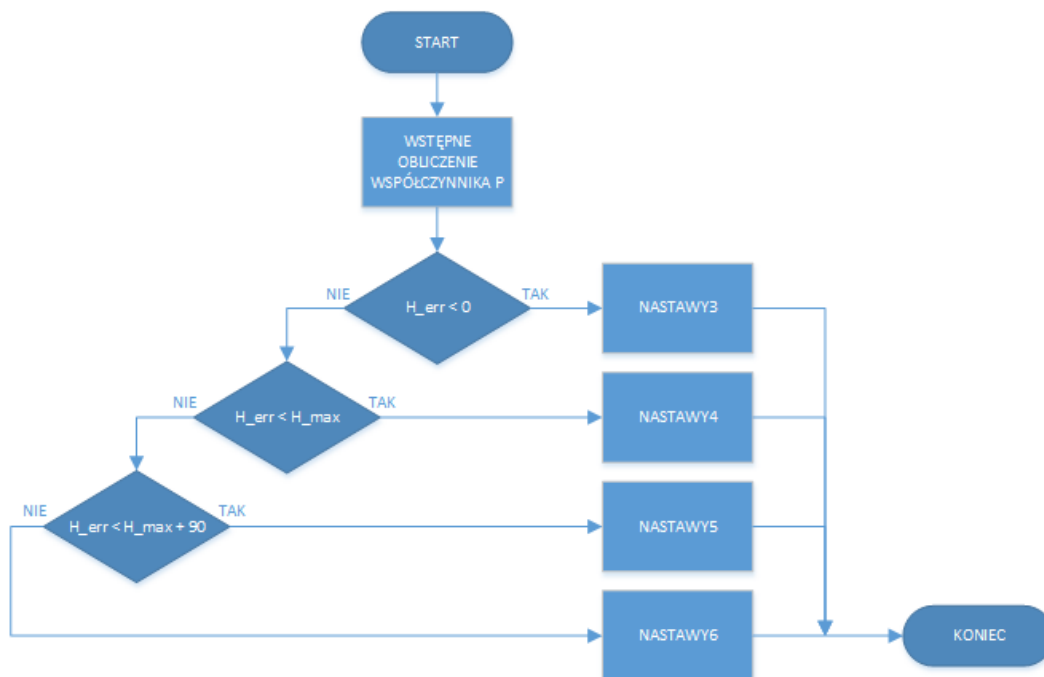 START
WSTĘPNE
OBLICZENIE
WSPÓŁCZYNNIKA P
NIE
H_err < 0
TAK
NASTAWY3
NIE
H_err < H_max
TAK
NASTAWY4
NIE
H_err < H_max + 90
TAK
NASTAWY5
NASTAWY6
KONIEC